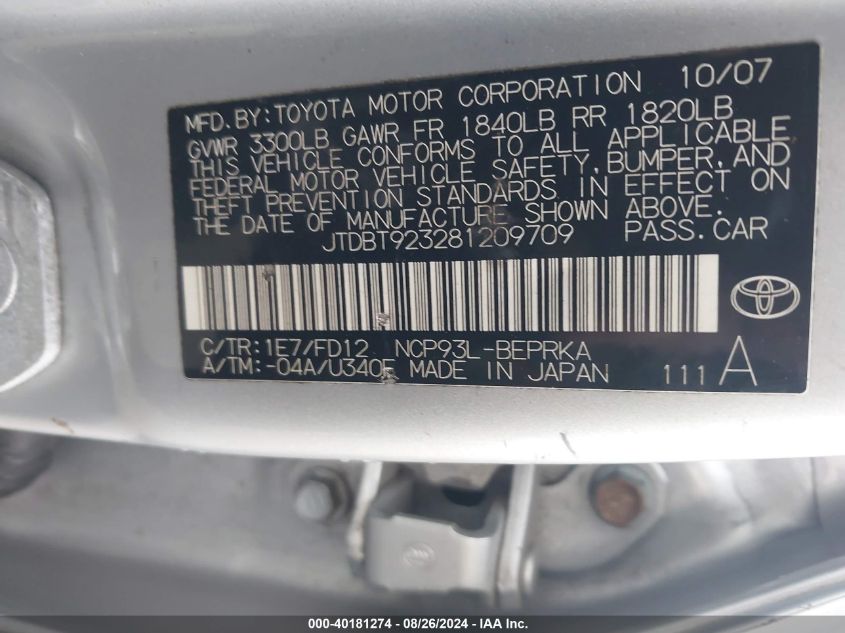 MFD.BY:TOYOTA MOTOR CORPORATION 10/07
GVWR 3300LB GAWR FR 1840LB RR 1820LB
THIS VEHICLE CONFORMS TO ALL APPLICABLE
FEDERAL MOTOR VEHICLE SAFETY,BUMPER,AND
THEFT PREVENTION STANDARDS IN EFFECT ON
THE DATE OF MANUFACTURE SHOWN ABOVE.
JTDBT923281209709 PASS.CAR
C/TR:1E7/FD12 NCP93L-BEPRKA
A/TM:-04A/U340E MADE IN JAPAN 111 A
000-40181274 - 08/26/2024 - IAA Inc.